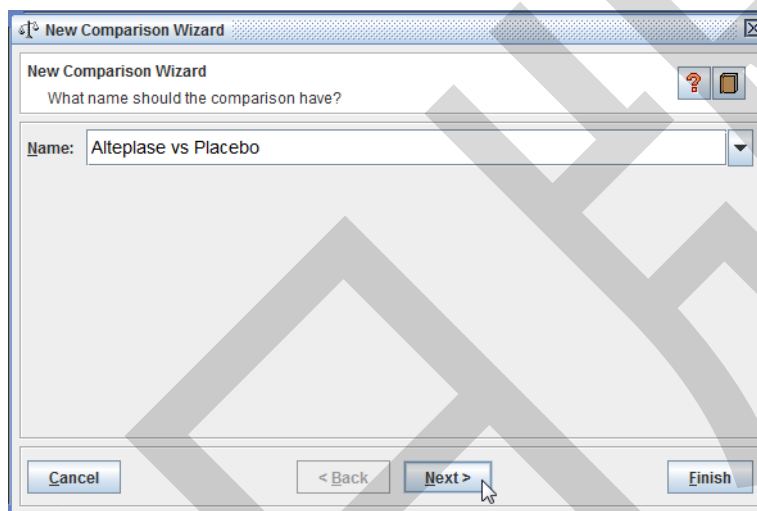 New Comparison Wizard
New Comparison Wizard
What name should the comparison have?
Name: Alteplase vs Placebo
Cancel < Back Next > Finish